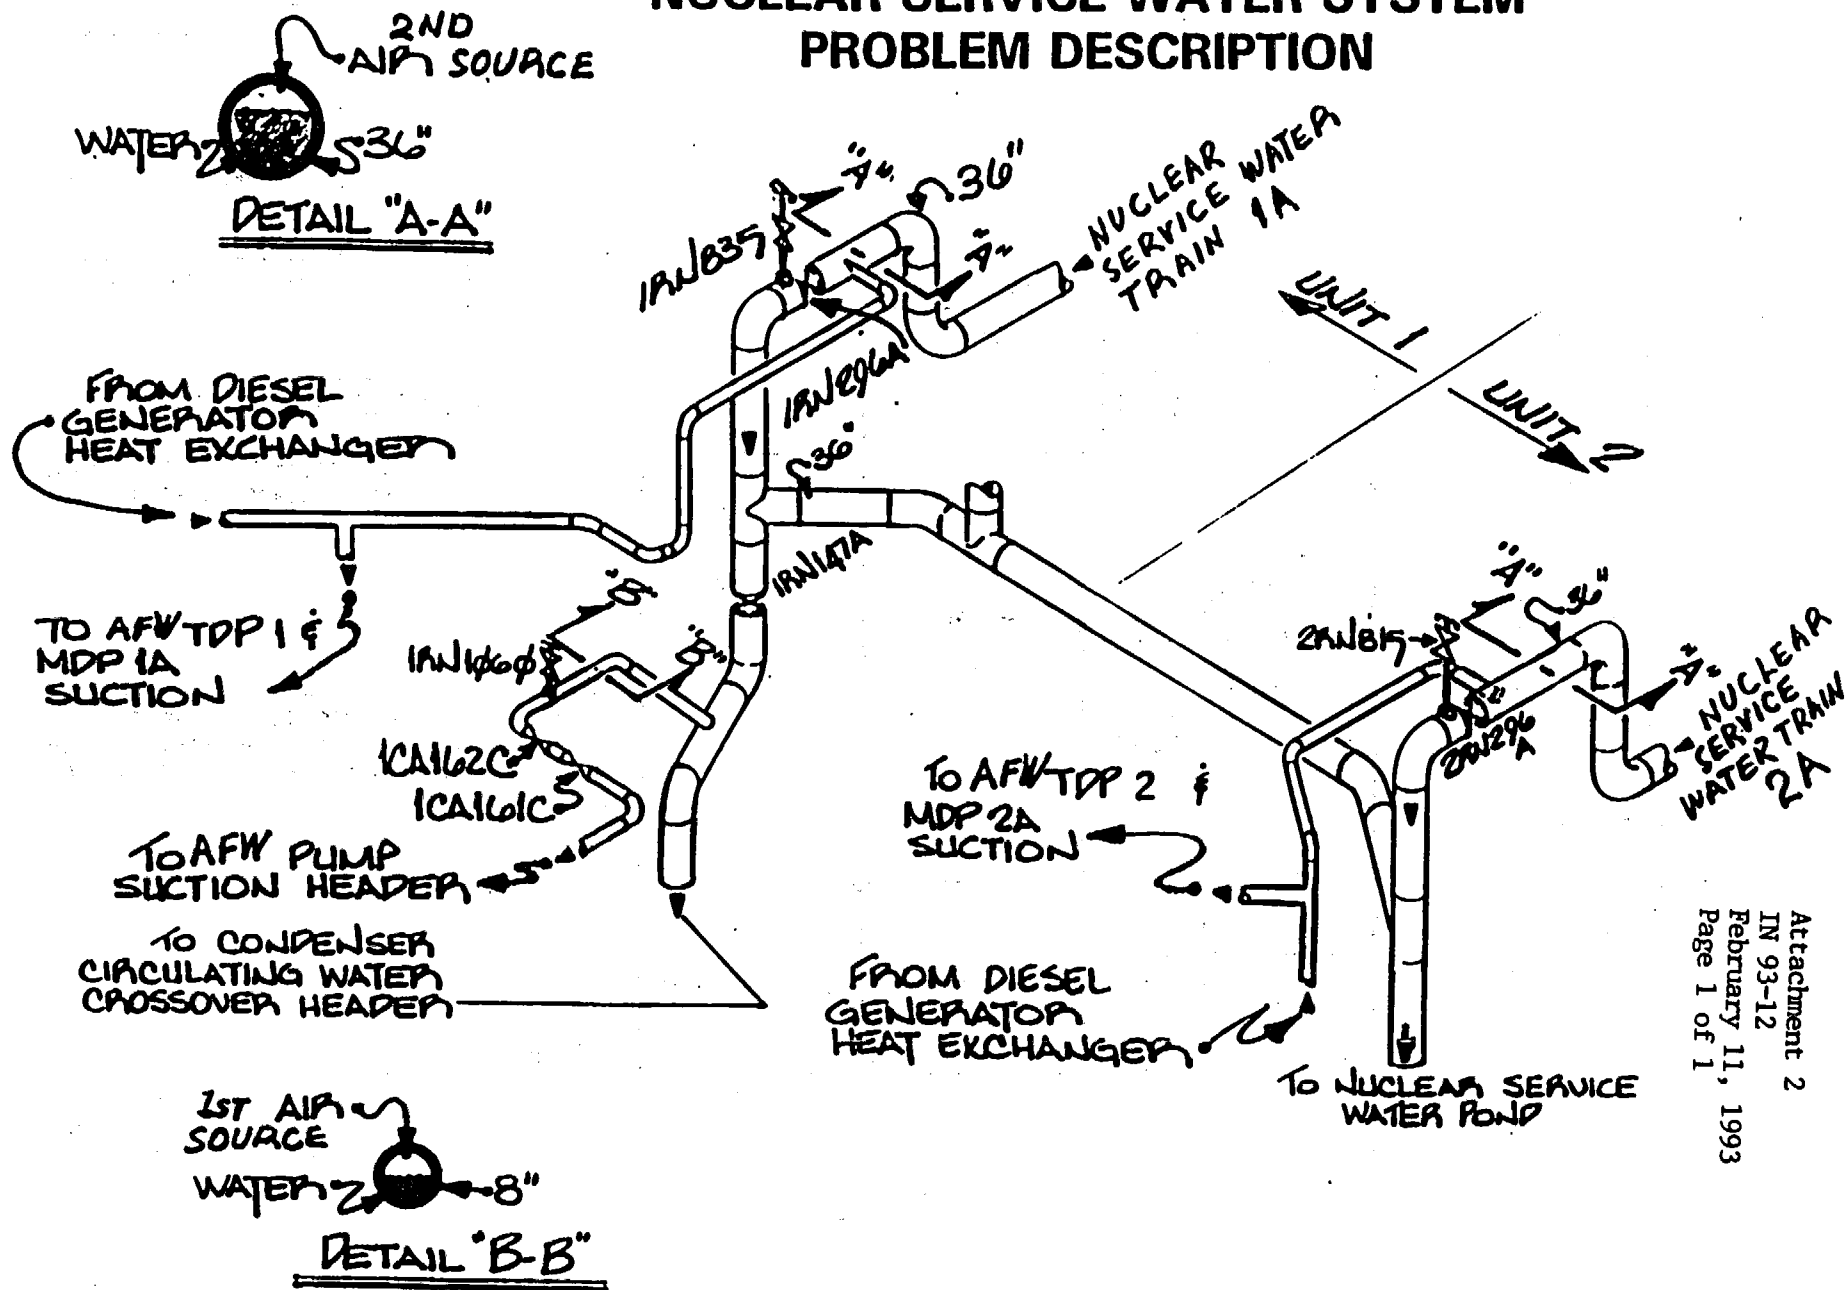 NUCLEAR SERVICE WATER SYSTEM
PROBLEM DESCRIPTION
2ND
AIR SOURCE
WATER
36"
DETAIL "A-A"
"A"
36"
1RN835
"A"
NUCLEAR
SERVICE WATER
TRAIN 1A
UNIT 1
UNIT 2
1RN296A
FROM DIESEL
GENERATOR
HEAT EXCHANGER
36"
1RN147A
TO AFW TDP 1 &
MDP 1A
SUCTION
"B"
"B"
1RN1060
1CA162C
1CA161C
TO AFW PUMP
SUCTION HEADER
TO CONDENSER
CIRCULATING WATER
CROSSOVER HEADER
"A"
36"
2RN815
"A"
2RN296
A
NUCLEAR
SERVICE
WATER TRAIN
2A
TO AFW TDP 2 &
MDP 2A
SUCTION
FROM DIESEL
GENERATOR
HEAT EXCHANGER
TO NUCLEAR SERVICE
WATER POND
1ST AIR
SOURCE
WATER
8"
DETAIL "B-B"
Attachment 2
IN 93-12
February 11, 1993
Page 1 of 1